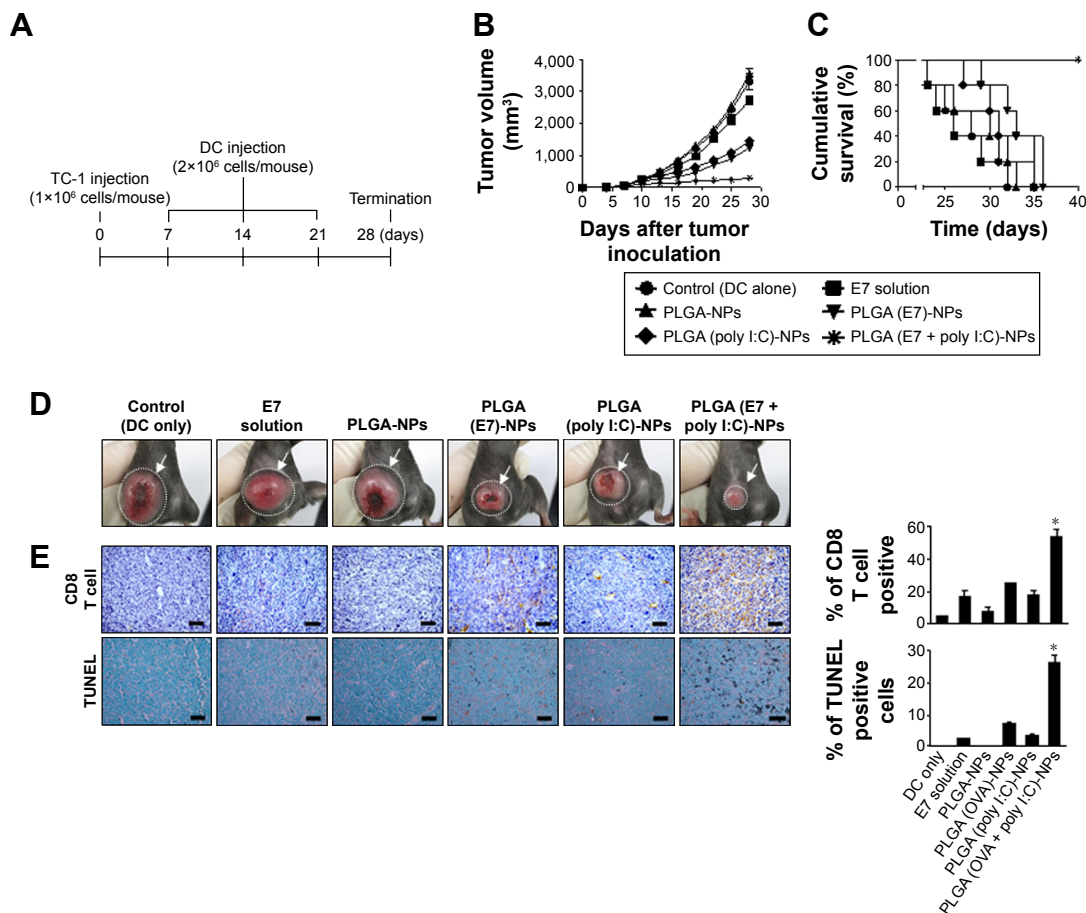 A
TC-1 injection
(1×10⁶ cells/mouse)
DC injection
(2×10⁶ cells/mouse)
Termination
0 7 14 21 28 (days)
B
Tumor volume
(mm³)
4,000
3,000
2,000
1,000
0
0 5 10 15 20 25 30
Days after tumor
inoculation
C
Cumulative
survival (%)
100
80
60
40
20
0
0 25 30 35 40
Time (days)
Control (DC alone)
E7 solution
PLGA-NPs
PLGA (E7)-NPs
PLGA (poly I:C)-NPs
PLGA (E7 + poly I:C)-NPs
D
Control
(DC only)
E7
solution
PLGA-NPs
PLGA
(E7)-NPs
PLGA
(poly I:C)-NPs
PLGA (E7 +
poly I:C)-NPs
E
CD8
T cell
TUNEL
% of CD8
T cell
positive
60
40
20
0
*
% of TUNEL
positive
cells
30
20
10
0
*
DC only
E7 solution
PLGA-NPs
PLGA (OVA)-NPs
PLGA (poly I:C)-NPs
PLGA (OVA + poly I:C)-NPs